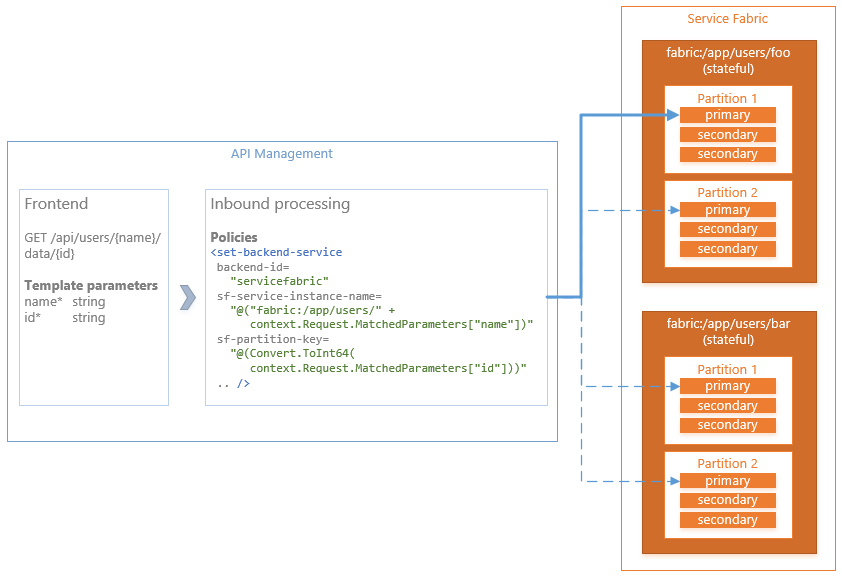 API Management
Frontend
GET /api/users/{name}/
data/{id}
Template parameters
name* string
id* string
Inbound processing
Policies
<set-backend-service
backend-id=
"servicefabric"
sf-service-instance-name=
"@("fabric:/app/users/" +
context.Request.MatchedParameters["name"])"
sf-partition-key=
"@(Convert.ToInt64(
context.Request.MatchedParameters["id"]))"
.. />
Service Fabric
fabric:/app/users/foo
(stateful)
Partition 1
primary
secondary
secondary
Partition 2
primary
secondary
secondary
fabric:/app/users/bar
(stateful)
Partition 1
primary
secondary
secondary
Partition 2
primary
secondary
secondary